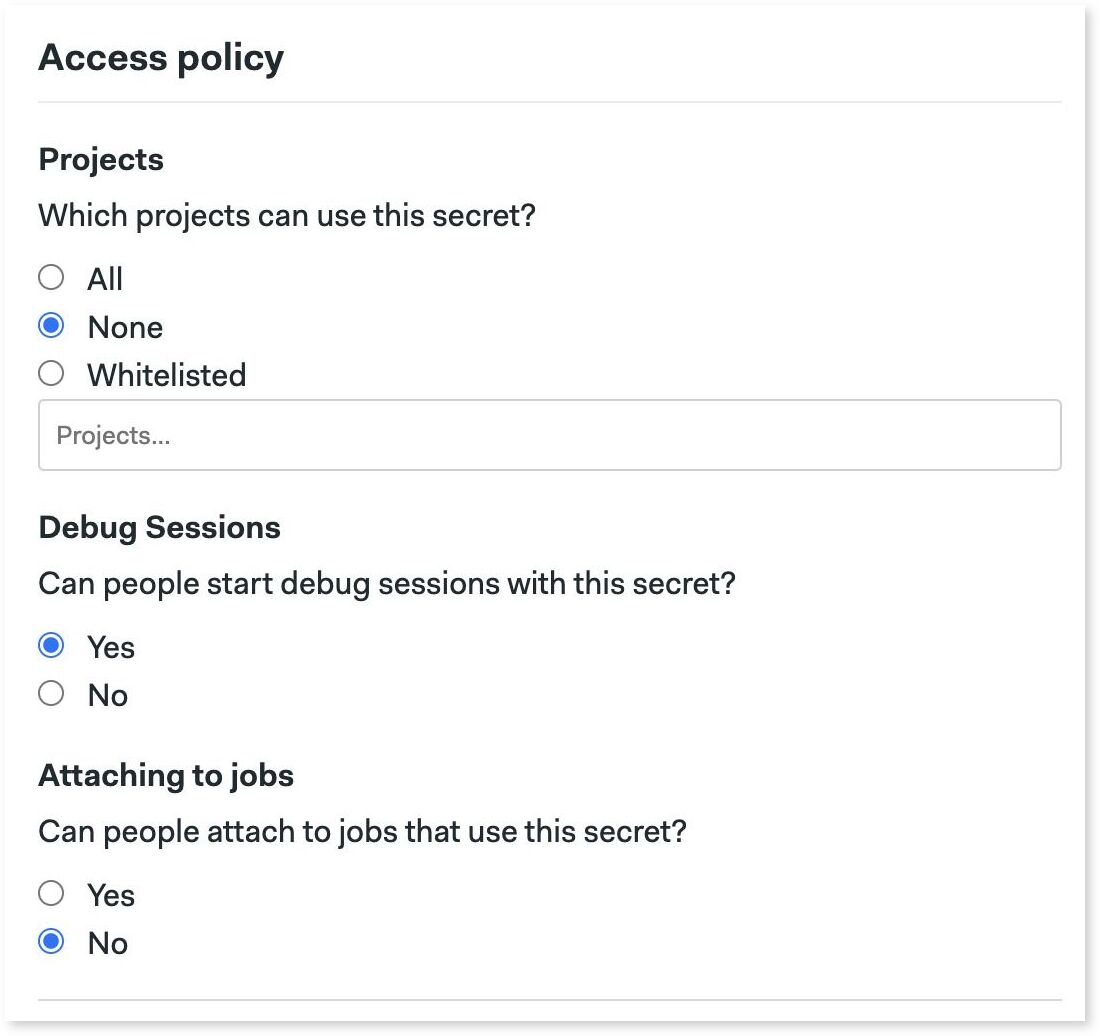 Access policy
Projects
Which projects can use this secret?
All
None
Whitelisted
Projects...
Debug Sessions
Can people start debug sessions with this secret?
Yes
No
Attaching to jobs
Can people attach to jobs that use this secret?
Yes
No